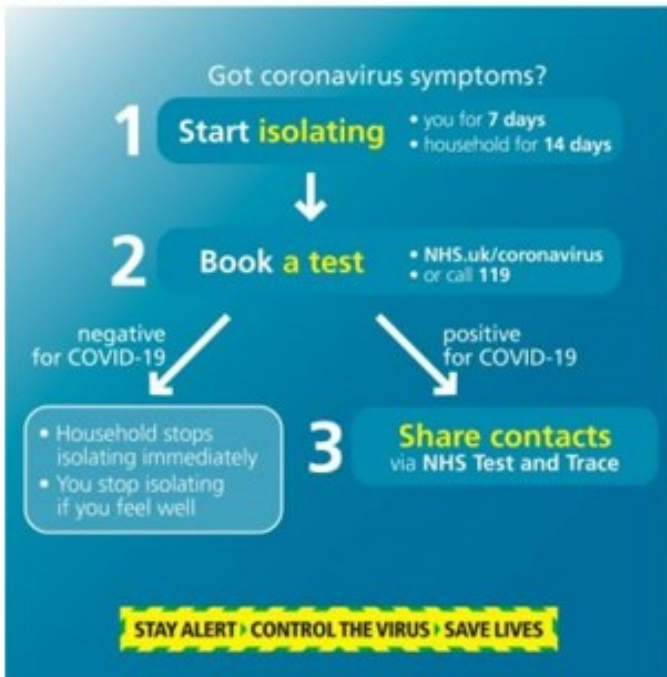 Got coronavirus symptoms?
1
Start isolating
• you for 7 days
• household for 14 days
2
Book a test
• NHS.uk/coronavirus
• or call 119
negative
for COVID-19
positive
for COVID-19
• Household stops
isolating immediately
• You stop isolating
if you feel well
3
Share contacts
via NHS Test and Trace
STAY ALERT › CONTROL THE VIRUS › SAVE LIVES